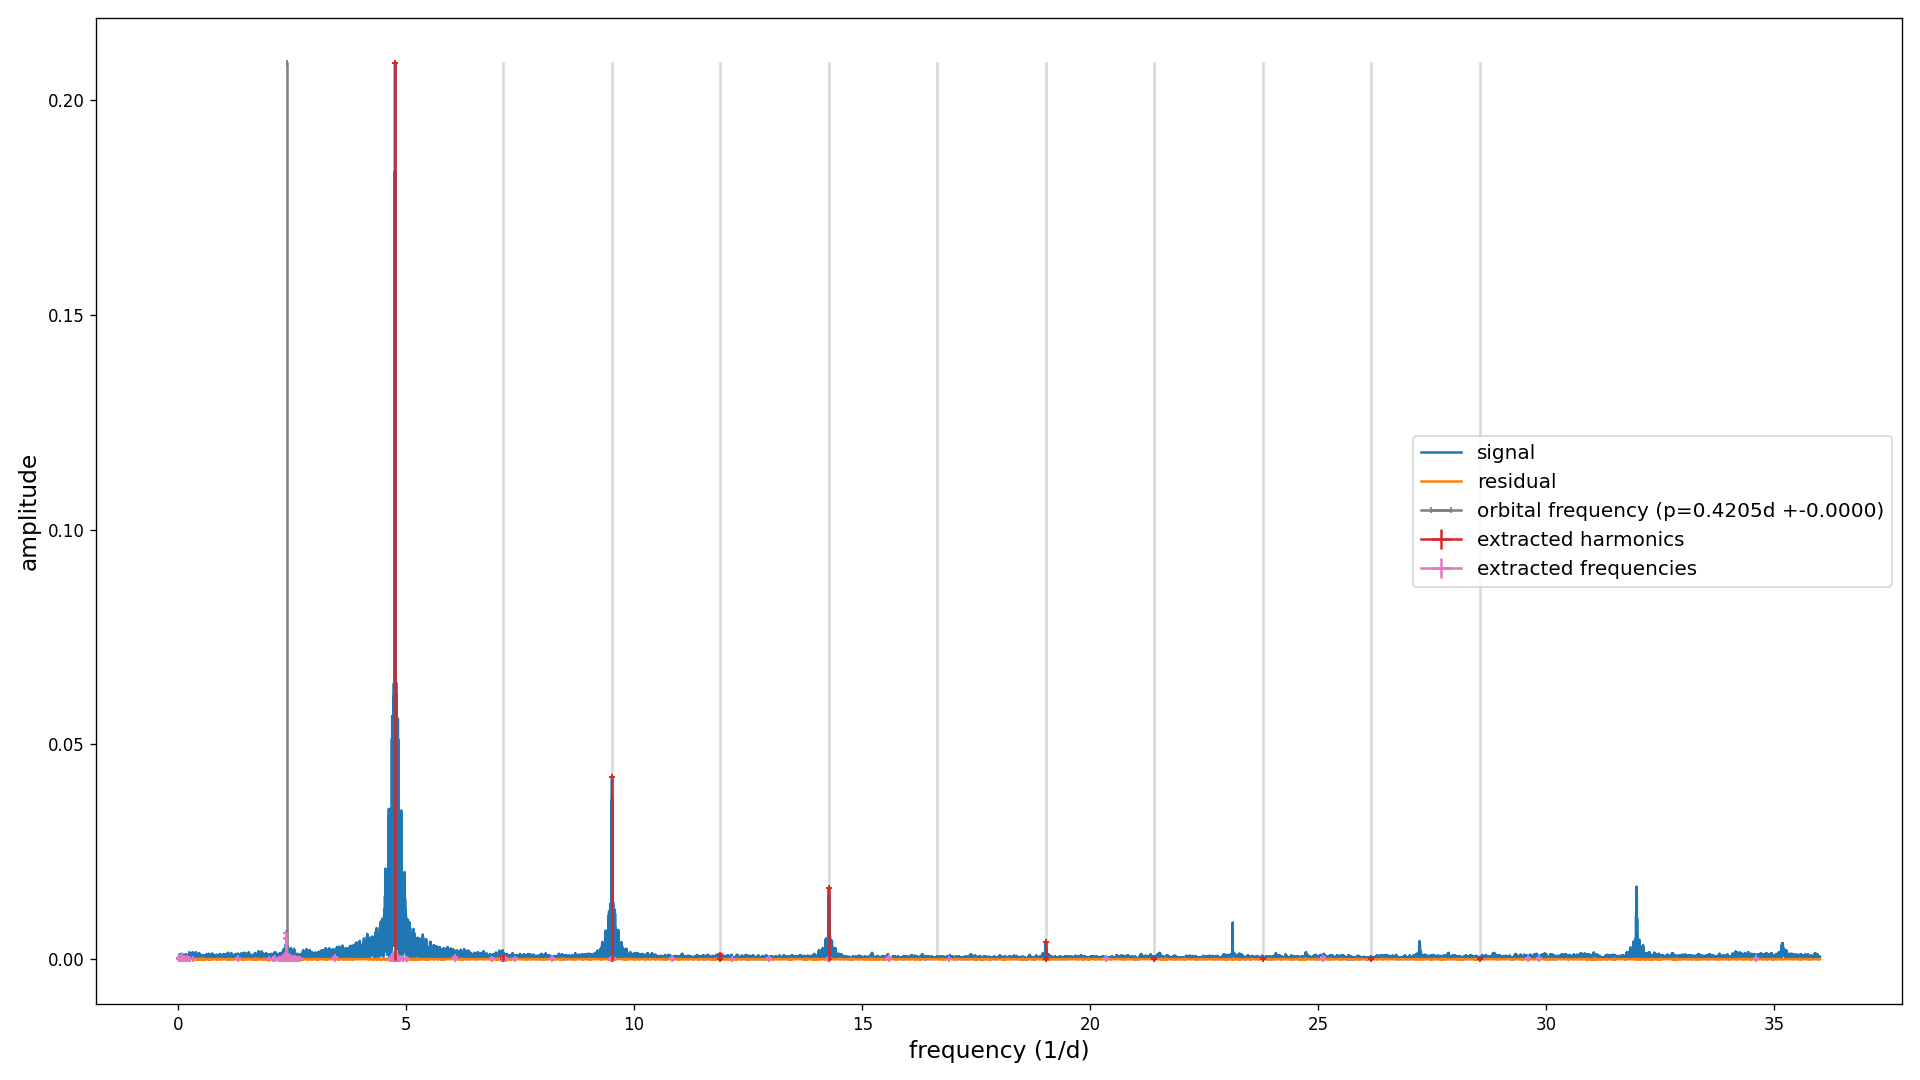 0.20
0.15
0.10
0.05
0.00
amplitude
signal
residual
orbital frequency (p=0.4205d +-0.0000)
extracted harmonics
extracted frequencies
0 5 10 15 20 25 30 35
frequency (1/d)